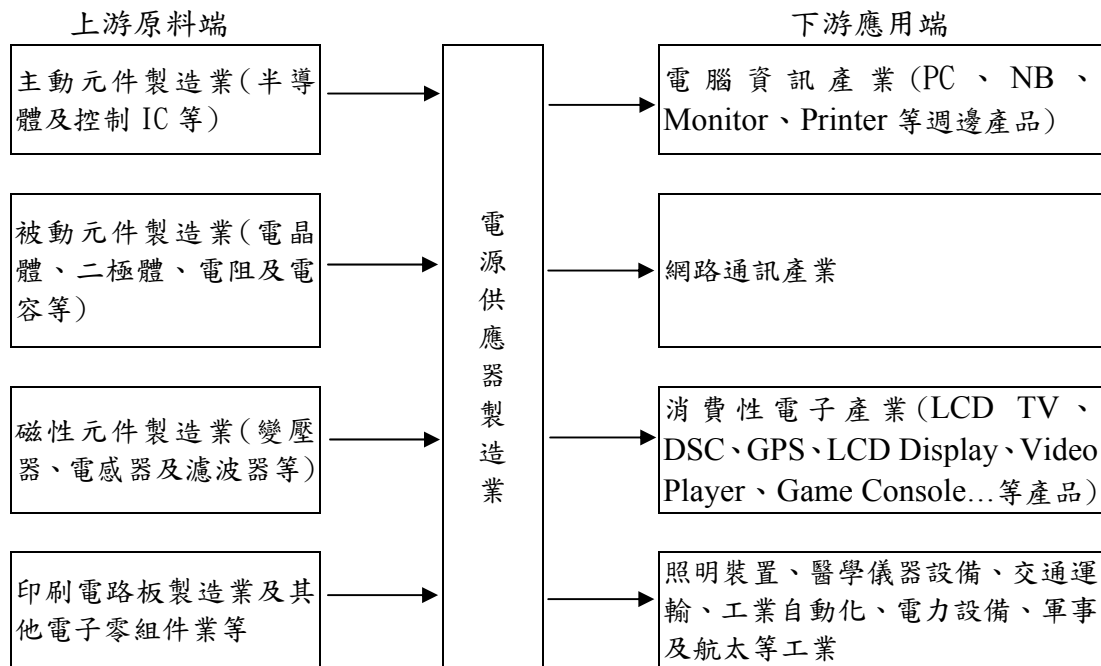 上游原料端
下游應用端
主動元件製造業(半導
體及控制 IC 等)
被動元件製造業(電晶
體、二極體、電阻及電
容等)
磁性元件製造業(變壓
器、電感器及濾波器等)
印刷電路板製造業及其
他電子零組件業等
電
源
供
應
器
製
造
業
電腦資訊產業(PC、NB、
Monitor、Printer 等週邊產品)
網路通訊產業
消費性電子產業(LCD TV、
DSC、GPS、LCD Display、Video
Player、Game Console…等產品)
照明裝置、醫學儀器設備、交通運
輸、工業自動化、電力設備、軍事
及航太等工業